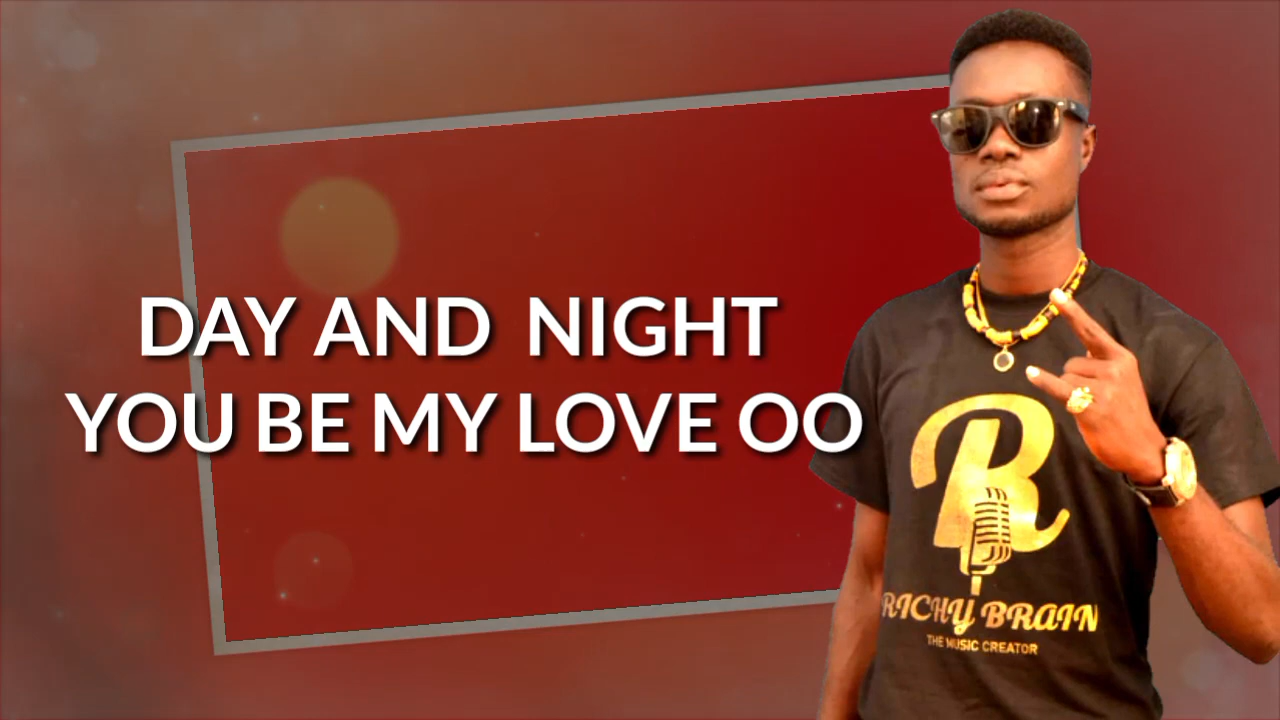 DAY AND NIGHT
YOU BE MY LOVE OO
R
RICHY BRAIN
THE MUSIC CREATOR